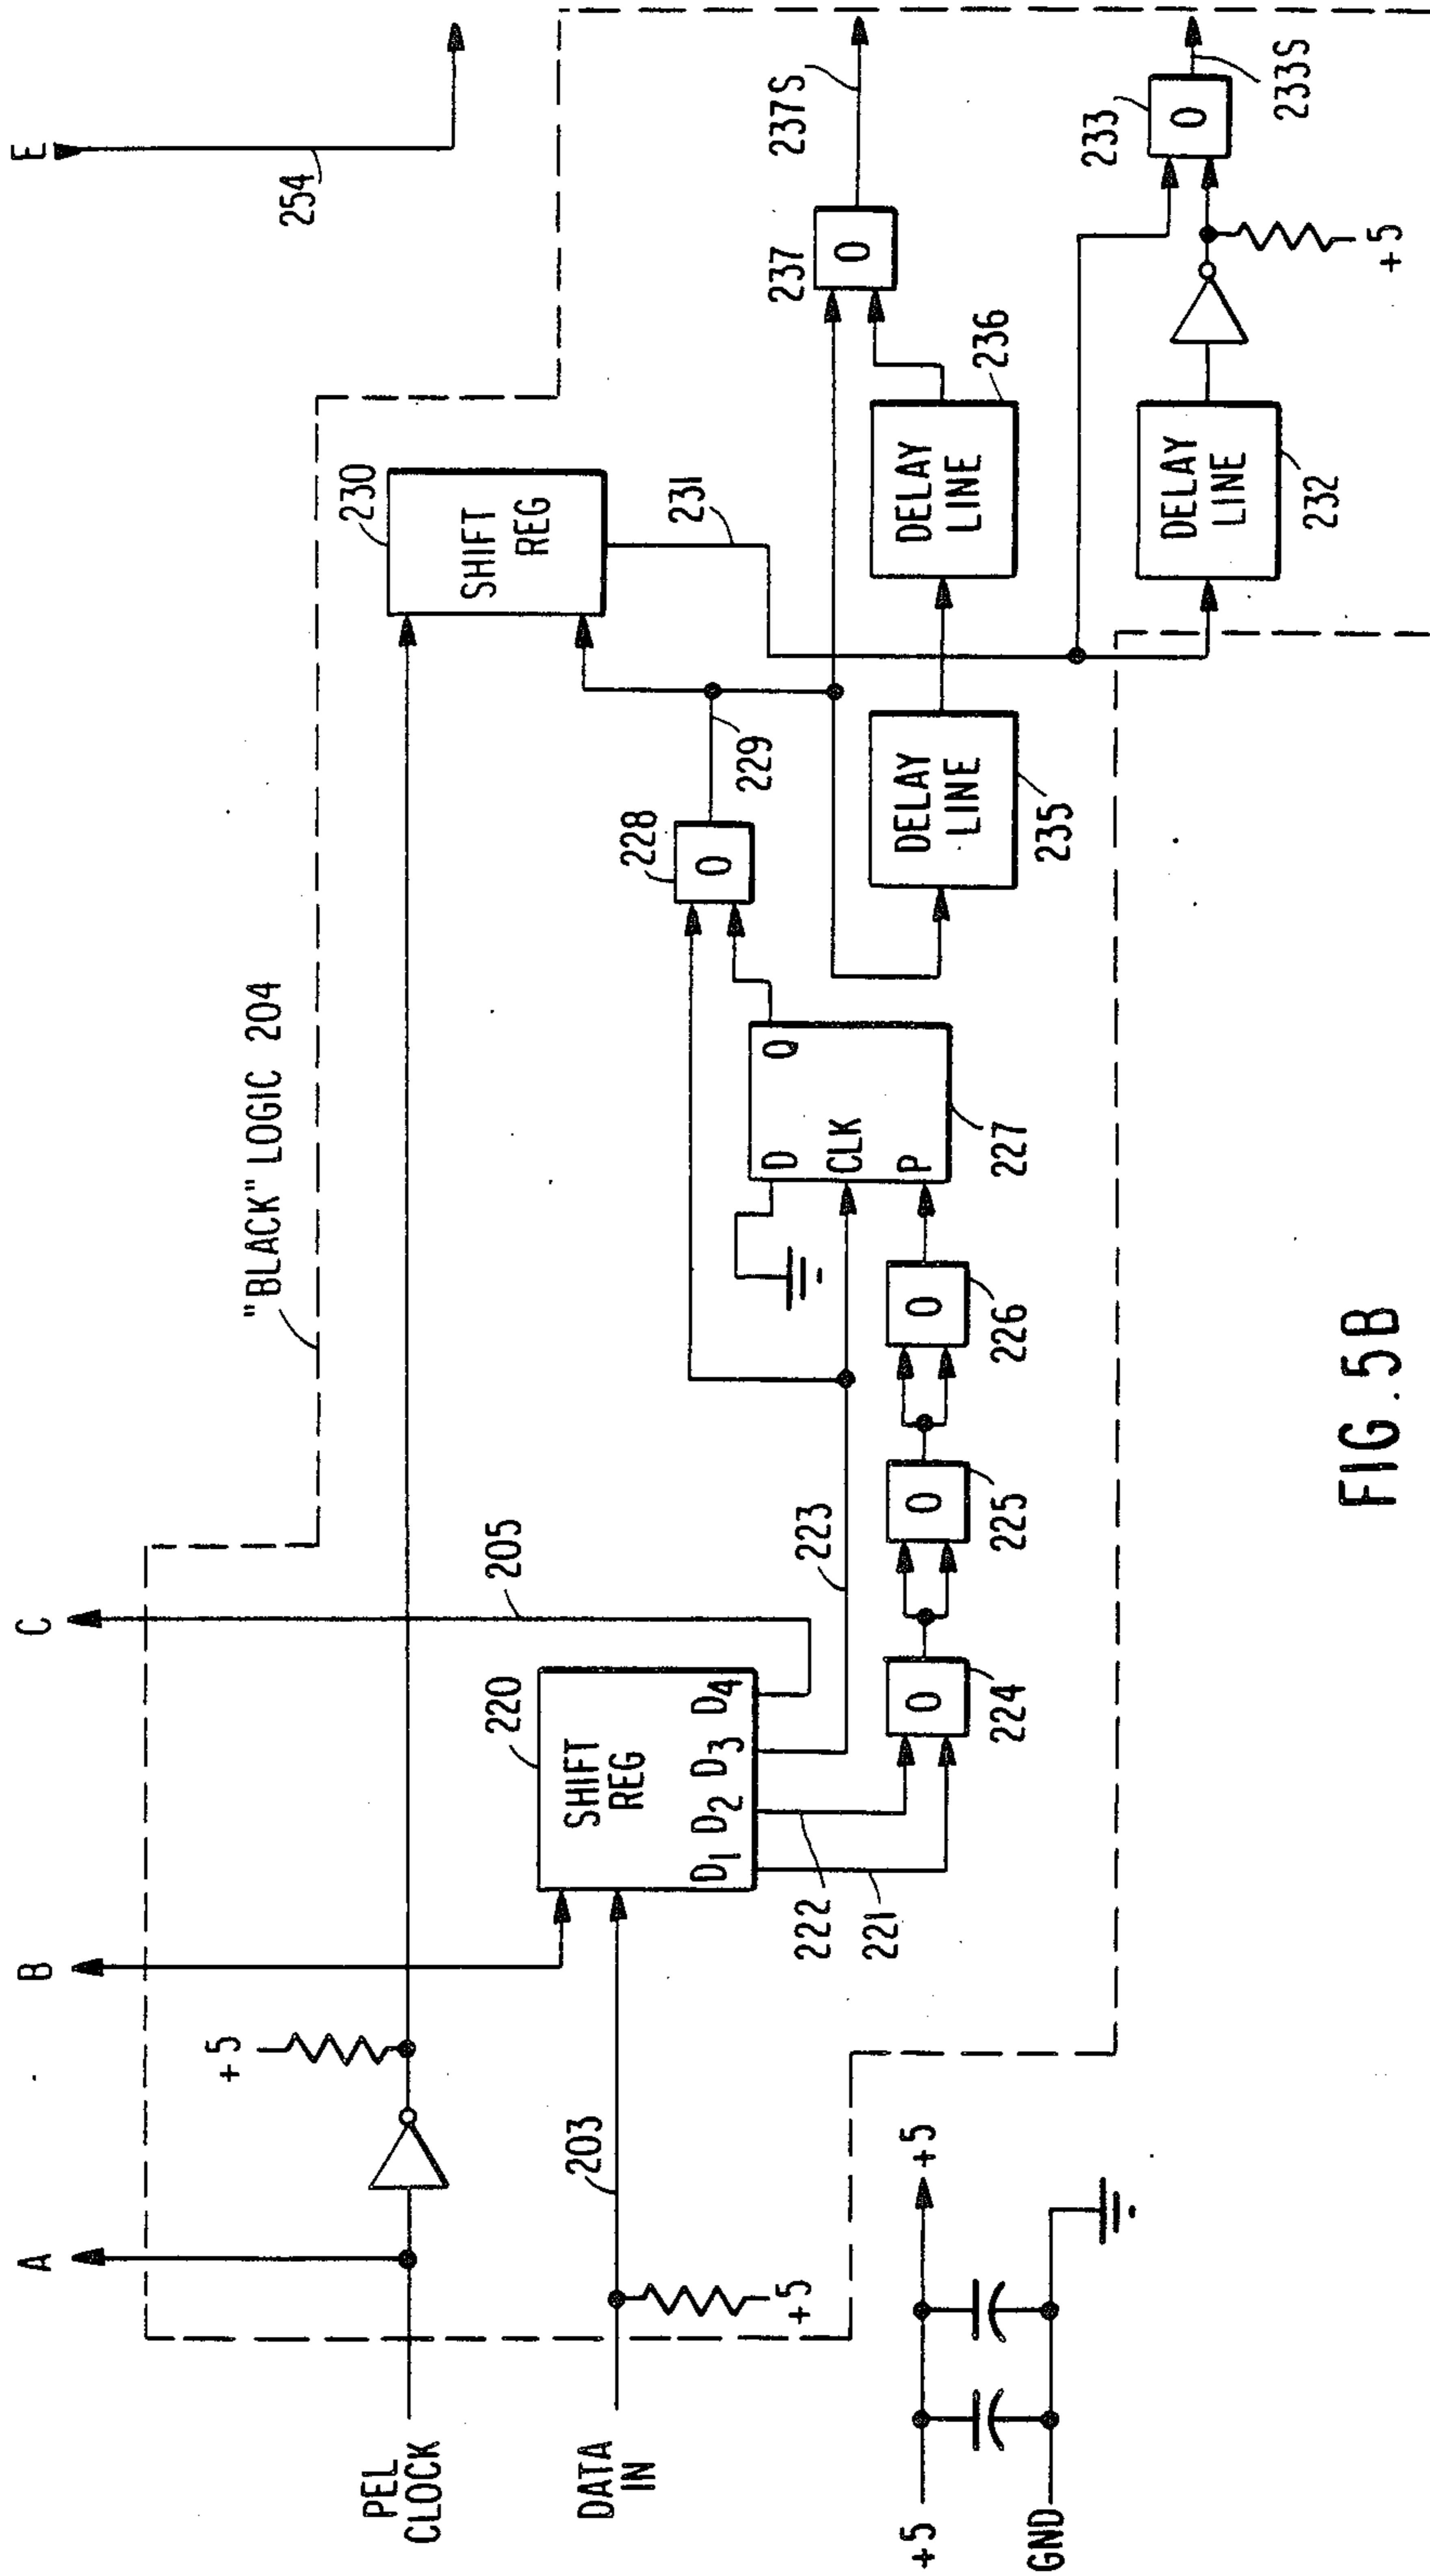 A
B
C
E
254
"BLACK" LOGIC 204
+5
PEL
CLOCK
205
230
SHIFT
REG
231
DATA
IN
203
+5
220
SHIFT
REG
D1 D2 D3 D4
222
221
223
224
0
225
0
226
0
D
Q
CLK
P
227
228
0
229
DELAY
LINE
235
DELAY
LINE
236
237
0
237S
DELAY
LINE
232
+5
233
0
233S
+5
+5
GND
FIG.5B